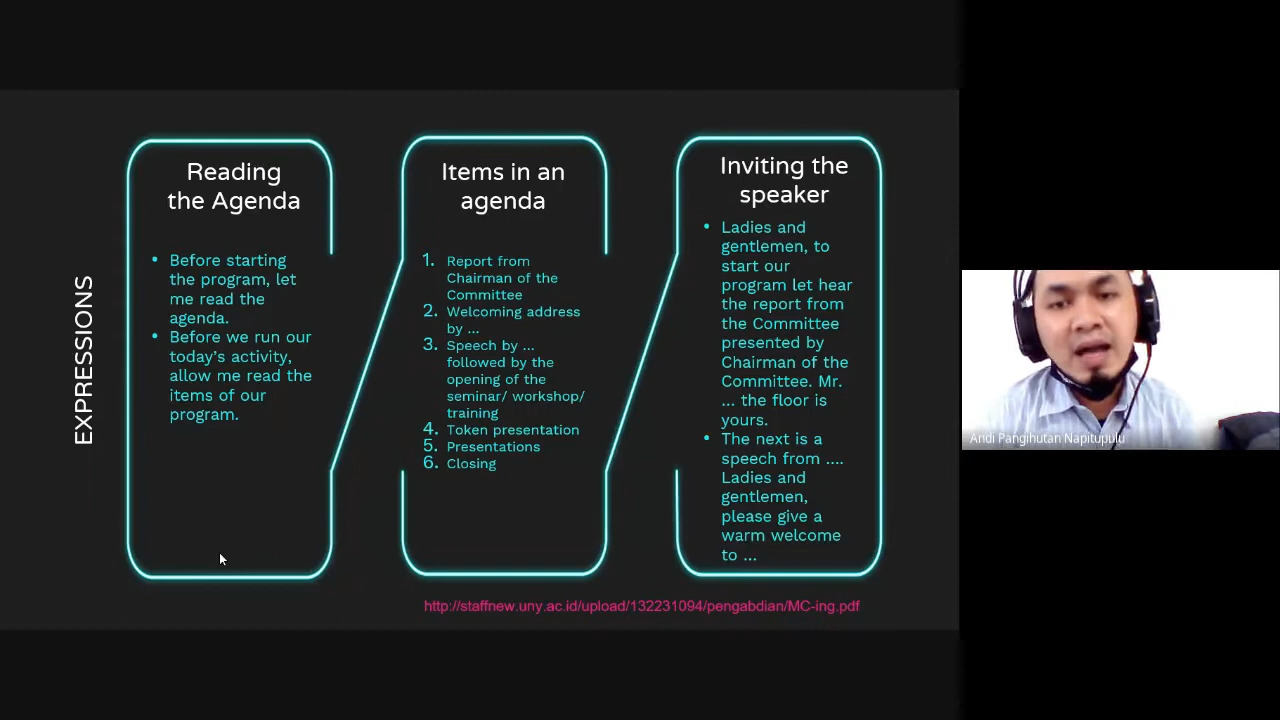 EXPRESSIONS
Reading
the Agenda
• Before starting
the program, let
me read the
agenda.
• Before we run our
today's activity,
allow me read the
items of our
program.
Items in an
agenda
1. Report from
Chairman of the
Committee
2. Welcoming address
by ...
3. Speech by ...
followed by the
opening of the
seminar/ workshop/
training
4. Token presentation
5. Presentations
6. Closing
Inviting the
speaker
• Ladies and
gentlemen, to
start our
program let hear
the report from
the Committee
presented by
Chairman of the
Committee. Mr.
... the floor is
yours.
• The next is a
speech from ....
Ladies and
gentlemen,
please give a
warm welcome
to ...
http://staffnew.uny.ac.id/upload/132231094/pengabdian/MC-ing.pdf
Andi Pangihutan Napitupulu